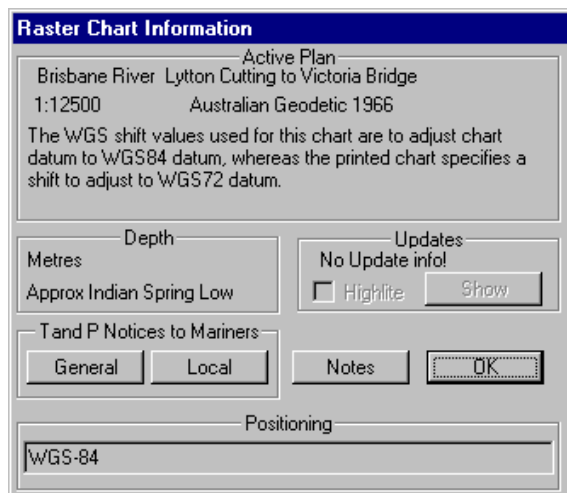 Raster Chart Information
Active Plan
Brisbane River Lytton Cutting to Victoria Bridge
1:12500 Australian Geodetic 1966
The WGS shift values used for this chart are to adjust chart
datum to WGS84 datum, whereas the printed chart specifies a
shift to adjust to WGS72 datum.
Depth
Metres
Approx Indian Spring Low
Updates
No Update info!
Highlite Show
Tand P Notices to Mariners
General Local
Notes OK
Positioning
WGS-84